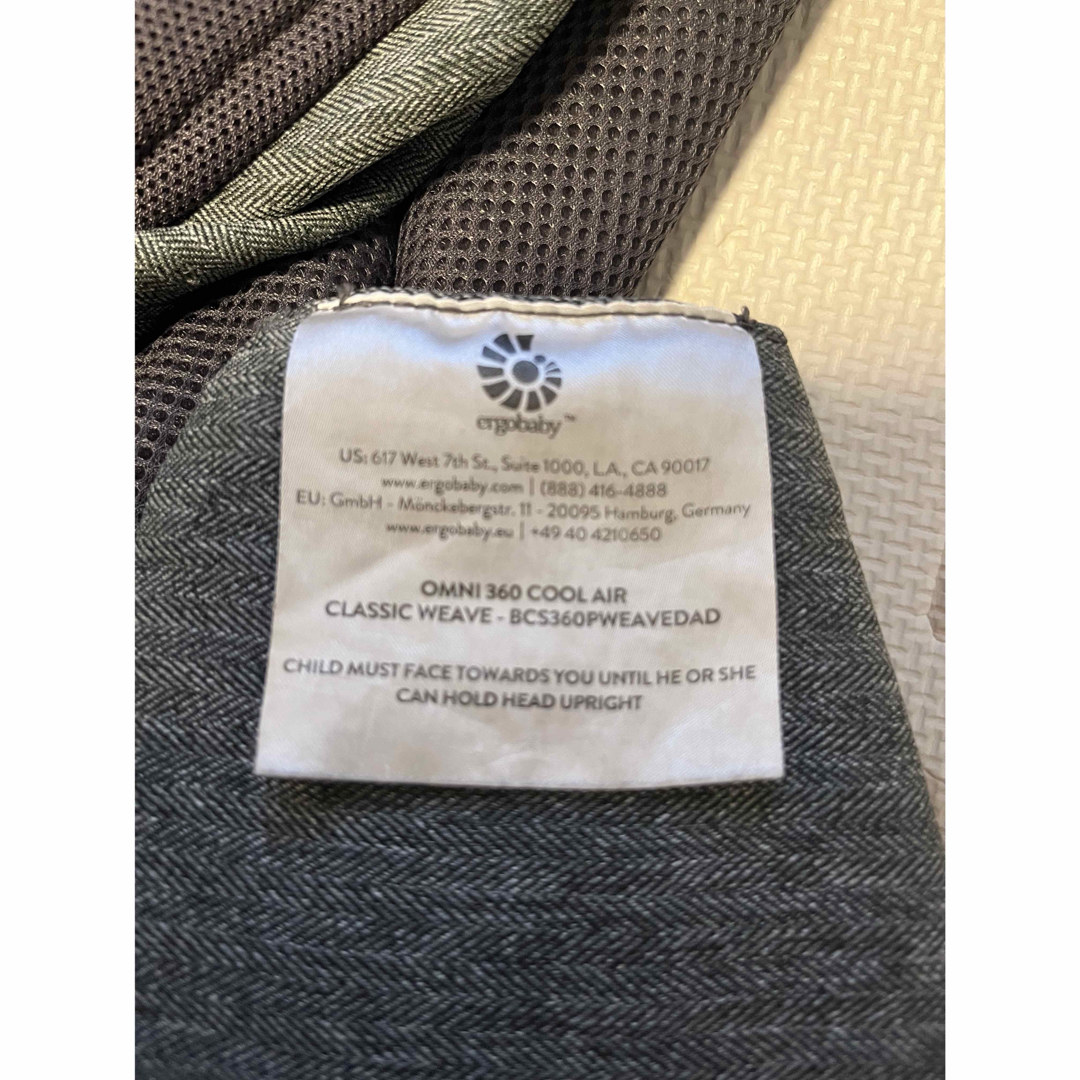 ergobaby™
US: 617 West 7th St., Suite 1000, L.A., CA 90017
www.ergobaby.com | (888) 416-4888
EU: GmbH - Mönckebergstr. 11 - 20095 Hamburg, Germany
www.ergobaby.eu | +49 40 4210650
OMNI 360 COOL AIR
CLASSIC WEAVE - BCS360PWEAVEDAD
CHILD MUST FACE TOWARDS YOU UNTIL HE OR SHE
CAN HOLD HEAD UPRIGHT